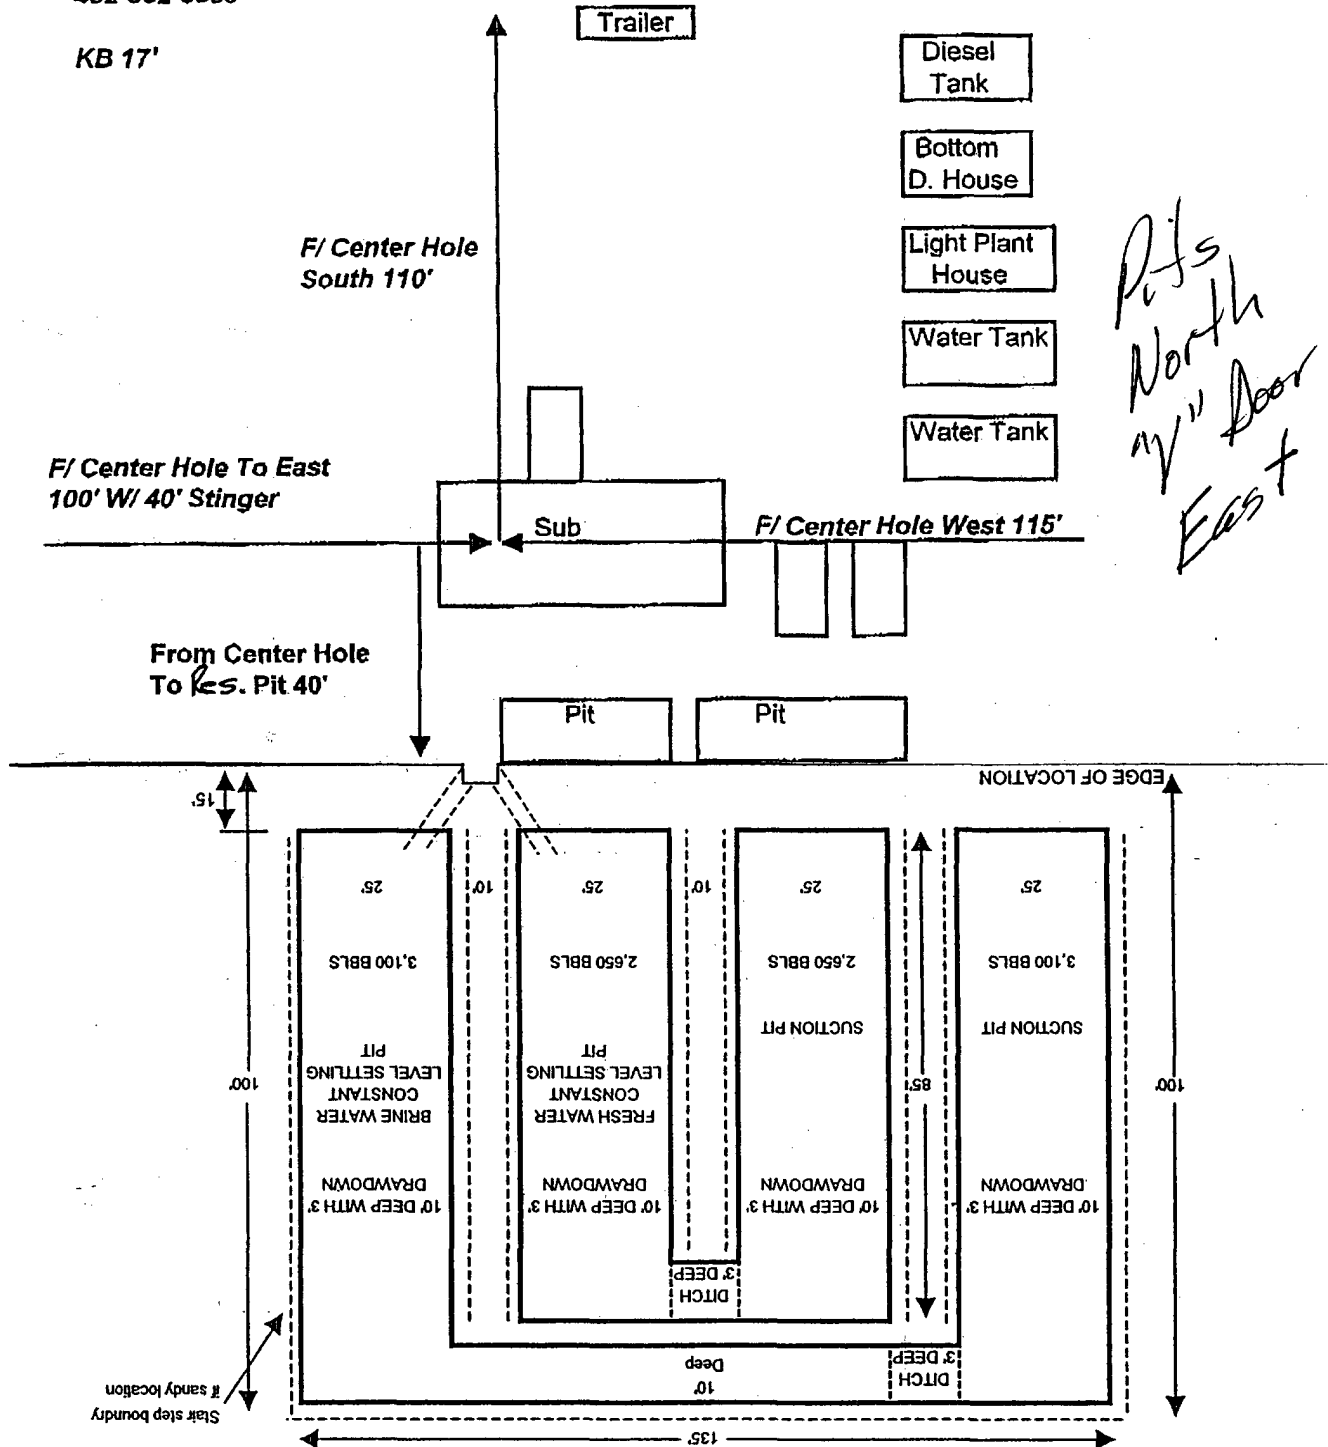 KB 17'
Trailer
Diesel
Tank
Bottom
D. House
F/ Center Hole
South 110'
Light Plant
House
Water Tank
Water Tank
Pits
North
"V" Door
East
F/ Center Hole To East
100' W/ 40' Stinger
Sub
F/ Center Hole West 115'
From Center Hole
To Res. Pit 40'
Pit
Pit
EDGE OF LOCATION
15'
25'
10'
25'
10'
25'
25'
3,100 BBLS
2,650 BBLS
2,650 BBLS
3,100 BBLS
SUCTION PIT
SUCTION PIT
BRINE WATER
CONSTANT
LEVEL SETTLING
PIT
FRESH WATER
CONSTANT
LEVEL SETTLING
PIT
100'
85'
100'
10' DEEP WITH 3'
DRAWDOWN
10' DEEP WITH 3'
DRAWDOWN
10' DEEP WITH 3'
DRAWDOWN
10' DEEP WITH 3'
DRAWDOWN
DITCH
3' DEEP
DITCH
3' DEEP
10'
Deep
Stair step boundry
if sandy location
135'